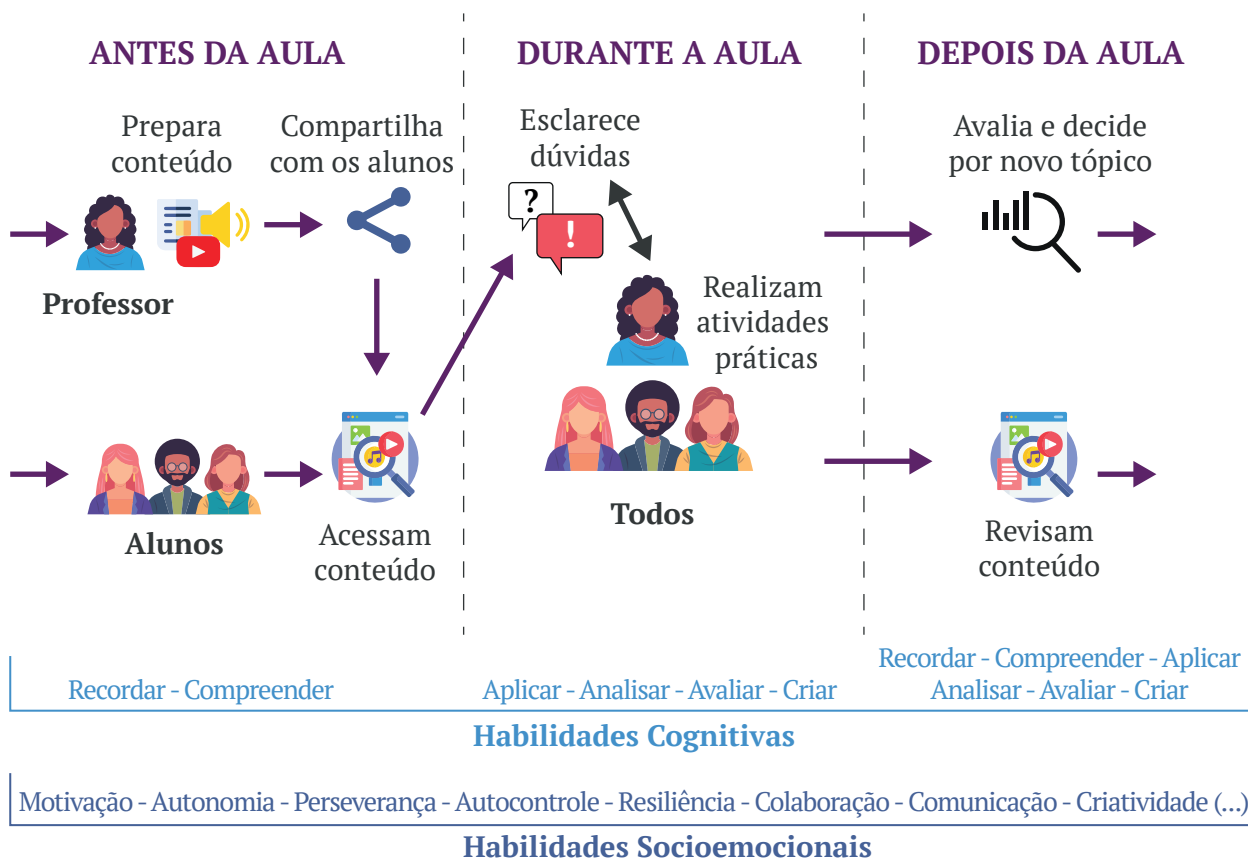 ANTES DA AULA
Prepara
conteúdo
Compartilha
com os alunos
Professor
Alunos
Acessam
conteúdo
DURANTE A AULA
Esclarece
dúvidas
?
!
Realizam
atividades
práticas
Todos
DEPOIS DA AULA
Avalia e decide
por novo tópico
Revisam
conteúdo
Recordar - Compreender
Aplicar - Analisar - Avaliar - Criar
Recordar - Compreender - Aplicar
Analisar - Avaliar - Criar
Habilidades Cognitivas
Motivação - Autonomia - Perseverança - Autocontrole - Resiliência - Colaboração - Comunicação - Criatividade (...)
Habilidades Socioemocionais